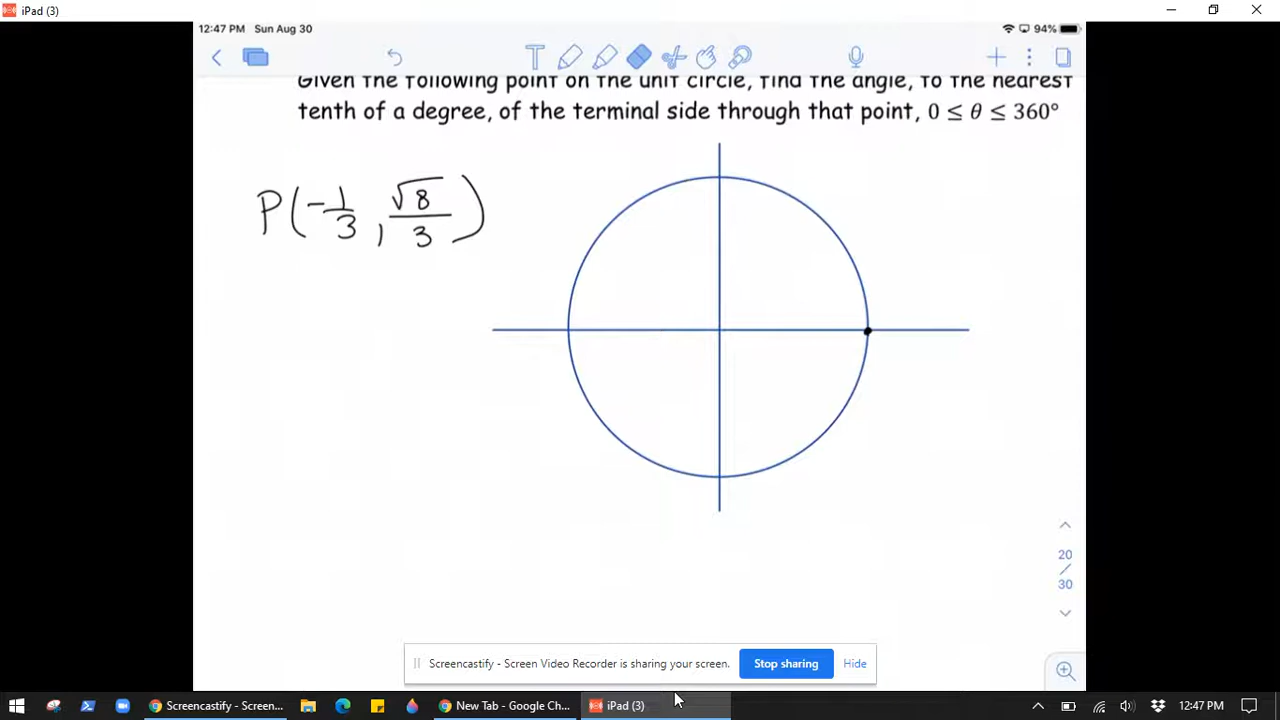 iPad (3)
12:47 PM Sun Aug 30
94%
Given the following point on the unit circle, find the angle, to the nearest
tenth of a degree, of the terminal side through that point, 0 ≤ θ ≤ 360°
P(-1/3, √8/3)
20
/
30
Screencastify - Screen Video Recorder is sharing your screen.
Stop sharing
Hide
Screencastify - Screen...
New Tab - Google Ch...
iPad (3)
12:47 PM